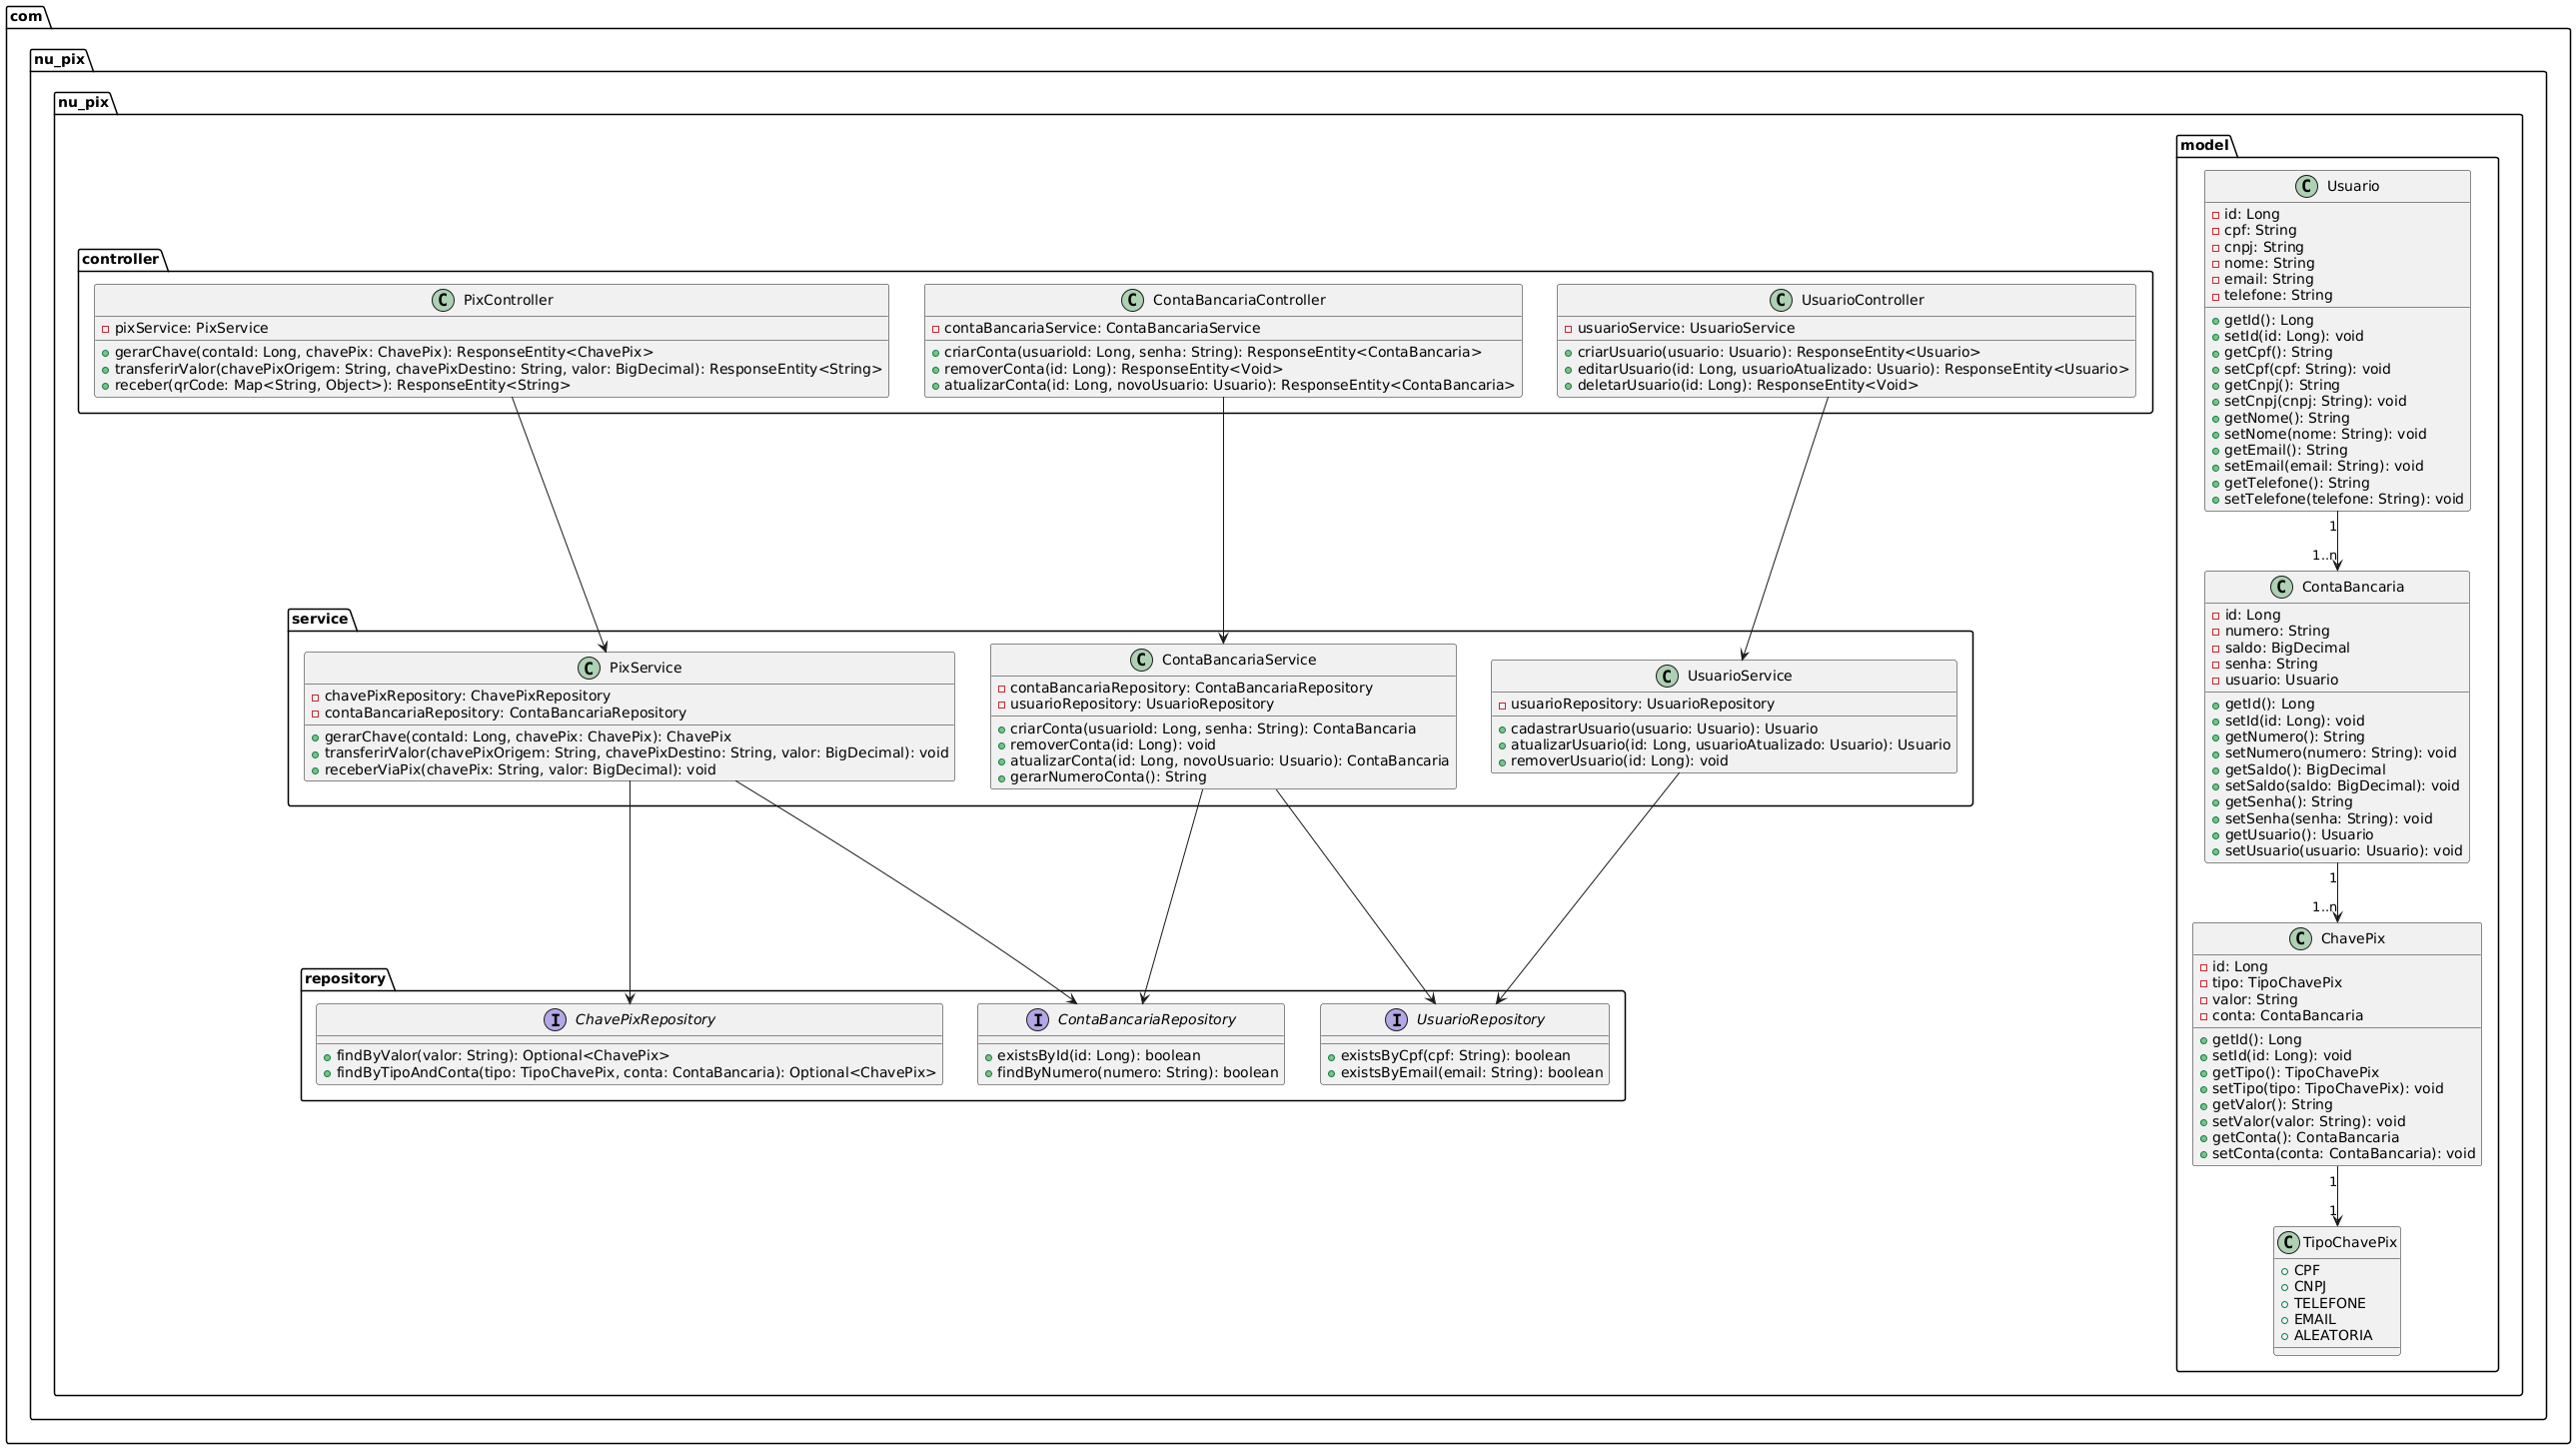 com
nu_pix
nu_pix
model
Usuario
id: Long
cpf: String
cnpj: String
nome: String
email: String
telefone: String
getId(): Long
setId(id: Long): void
getCpf(): String
setCpf(cpf: String): void
getCnpj(): String
setCnpj(cnpj: String): void
getNome(): String
setNome(nome: String): void
getEmail(): String
setEmail(email: String): void
getTelefone(): String
setTelefone(telefone: String): void
1
1..n
ContaBancaria
id: Long
numero: String
saldo: BigDecimal
senha: String
usuario: Usuario
getId(): Long
setId(id: Long): void
getNumero(): String
setNumero(numero: String): void
getSaldo(): BigDecimal
setSaldo(saldo: BigDecimal): void
getSenha(): String
setSenha(senha: String): void
getUsuario(): Usuario
setUsuario(usuario: Usuario): void
1
1..n
ChavePix
id: Long
tipo: TipoChavePix
valor: String
conta: ContaBancaria
getId(): Long
setId(id: Long): void
getTipo(): TipoChavePix
setTipo(tipo: TipoChavePix): void
getValor(): String
setValor(valor: String): void
getConta(): ContaBancaria
setConta(conta: ContaBancaria): void
1
1
TipoChavePix
CPF
CNPJ
TELEFONE
EMAIL
ALEATORIA
controller
PixController
pixService: PixService
gerarChave(contaId: Long, chavePix: ChavePix): ResponseEntity<ChavePix>
transferirValor(chavePixOrigem: String, chavePixDestino: String, valor: BigDecimal): ResponseEntity<String>
receber(qrCode: Map<String, Object>): ResponseEntity<String>
ContaBancariaController
contaBancariaService: ContaBancariaService
criarConta(usuarioId: Long, senha: String): ResponseEntity<ContaBancaria>
removerConta(id: Long): ResponseEntity<Void>
atualizarConta(id: Long, novoUsuario: Usuario): ResponseEntity<ContaBancaria>
UsuarioController
usuarioService: UsuarioService
criarUsuario(usuario: Usuario): ResponseEntity<Usuario>
editarUsuario(id: Long, usuarioAtualizado: Usuario): ResponseEntity<Usuario>
deletarUsuario(id: Long): ResponseEntity<Void>
service
PixService
chavePixRepository: ChavePixRepository
contaBancariaRepository: ContaBancariaRepository
gerarChave(contaId: Long, chavePix: ChavePix): ChavePix
transferirValor(chavePixOrigem: String, chavePixDestino: String, valor: BigDecimal): void
receberViaPix(chavePix: String, valor: BigDecimal): void
ContaBancariaService
contaBancariaRepository: ContaBancariaRepository
usuarioRepository: UsuarioRepository
criarConta(usuarioId: Long, senha: String): ContaBancaria
removerConta(id: Long): void
atualizarConta(id: Long, novoUsuario: Usuario): ContaBancaria
gerarNumeroConta(): String
UsuarioService
usuarioRepository: UsuarioRepository
cadastrarUsuario(usuario: Usuario): Usuario
atualizarUsuario(id: Long, usuarioAtualizado: Usuario): Usuario
removerUsuario(id: Long): void
repository
ChavePixRepository
findByValor(valor: String): Optional<ChavePix>
findByTipoAndConta(tipo: TipoChavePix, conta: ContaBancaria): Optional<ChavePix>
ContaBancariaRepository
existsById(id: Long): boolean
findByNumero(numero: String): boolean
UsuarioRepository
existsByCpf(cpf: String): boolean
existsByEmail(email: String): boolean